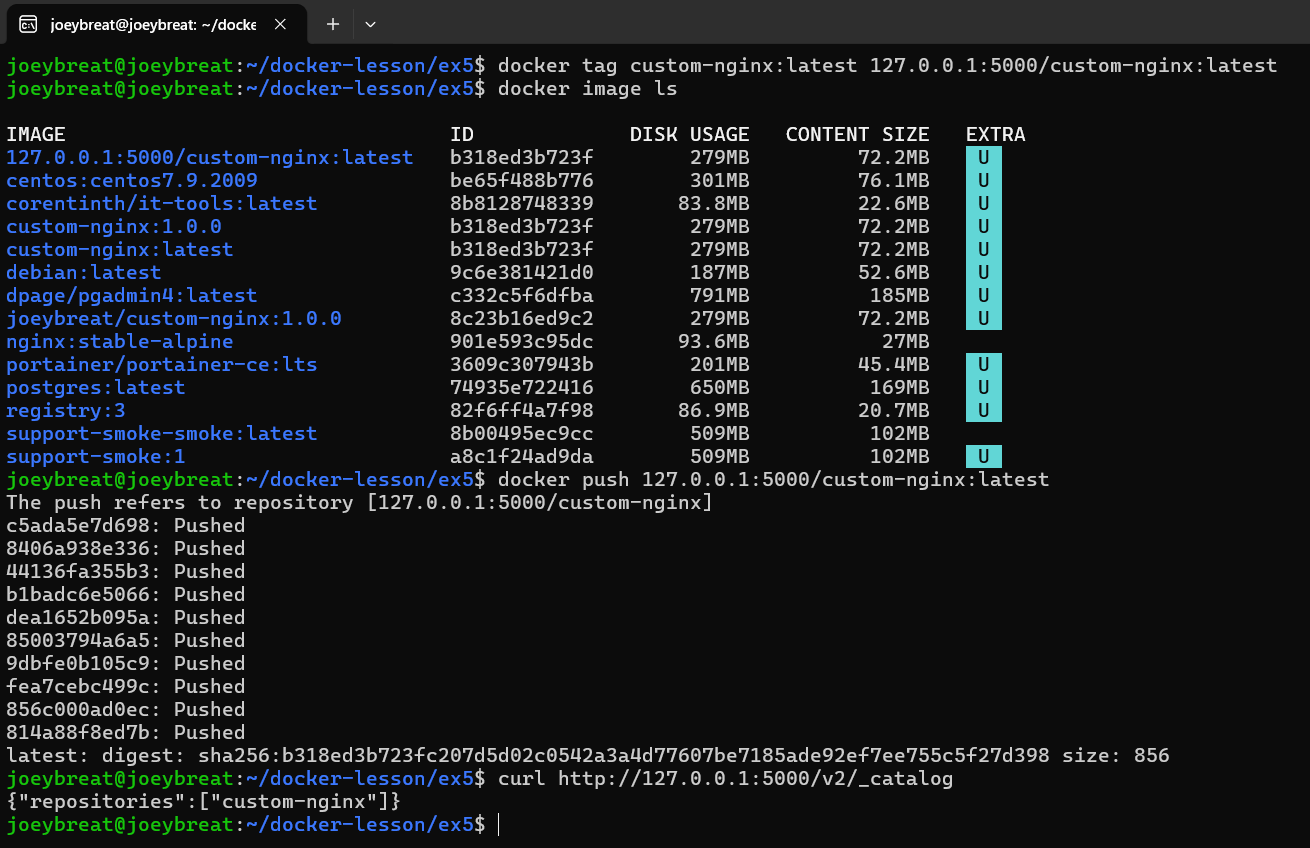 joeybreat@joeybreat: ~/docke
joeybreat@joeybreat:~/docker-lesson/ex5$ docker tag custom-nginx:latest 127.0.0.1:5000/custom-nginx:latest
joeybreat@joeybreat:~/docker-lesson/ex5$ docker image ls
IMAGE ID DISK USAGE CONTENT SIZE EXTRA
127.0.0.1:5000/custom-nginx:latest b318ed3b723f 279MB 72.2MB U
centos:centos7.9.2009 be65f488b776 301MB 76.1MB U
corentinth/it-tools:latest 8b8128748339 83.8MB 22.6MB U
custom-nginx:1.0.0 b318ed3b723f 279MB 72.2MB U
custom-nginx:latest b318ed3b723f 279MB 72.2MB U
debian:latest 9c6e381421d0 187MB 52.6MB U
dpage/pgadmin4:latest c332c5f6dfba 791MB 185MB U
joeybreat/custom-nginx:1.0.0 8c23b16ed9c2 279MB 72.2MB U
nginx:stable-alpine 901e593c95dc 93.6MB 27MB
portainer/portainer-ce:lts 3609c307943b 201MB 45.4MB U
postgres:latest 74935e722416 650MB 169MB U
registry:3 82f6ff4a7f98 86.9MB 20.7MB U
support-smoke-smoke:latest 8b00495ec9cc 509MB 102MB
support-smoke:1 a8c1f24ad9da 509MB 102MB U
joeybreat@joeybreat:~/docker-lesson/ex5$ docker push 127.0.0.1:5000/custom-nginx:latest
The push refers to repository [127.0.0.1:5000/custom-nginx]
c5ada5e7d698: Pushed
8406a938e336: Pushed
44136fa355b3: Pushed
b1badc6e5066: Pushed
dea1652b095a: Pushed
85003794a6a5: Pushed
9dbfe0b105c9: Pushed
fea7cebc499c: Pushed
856c000ad0ec: Pushed
814a88f8ed7b: Pushed
latest: digest: sha256:b318ed3b723fc207d5d02c0542a3a4d77607be7185ade92ef7ee755c5f27d398 size: 856
joeybreat@joeybreat:~/docker-lesson/ex5$ curl http://127.0.0.1:5000/v2/_catalog
{"repositories":["custom-nginx"]}
joeybreat@joeybreat:~/docker-lesson/ex5$